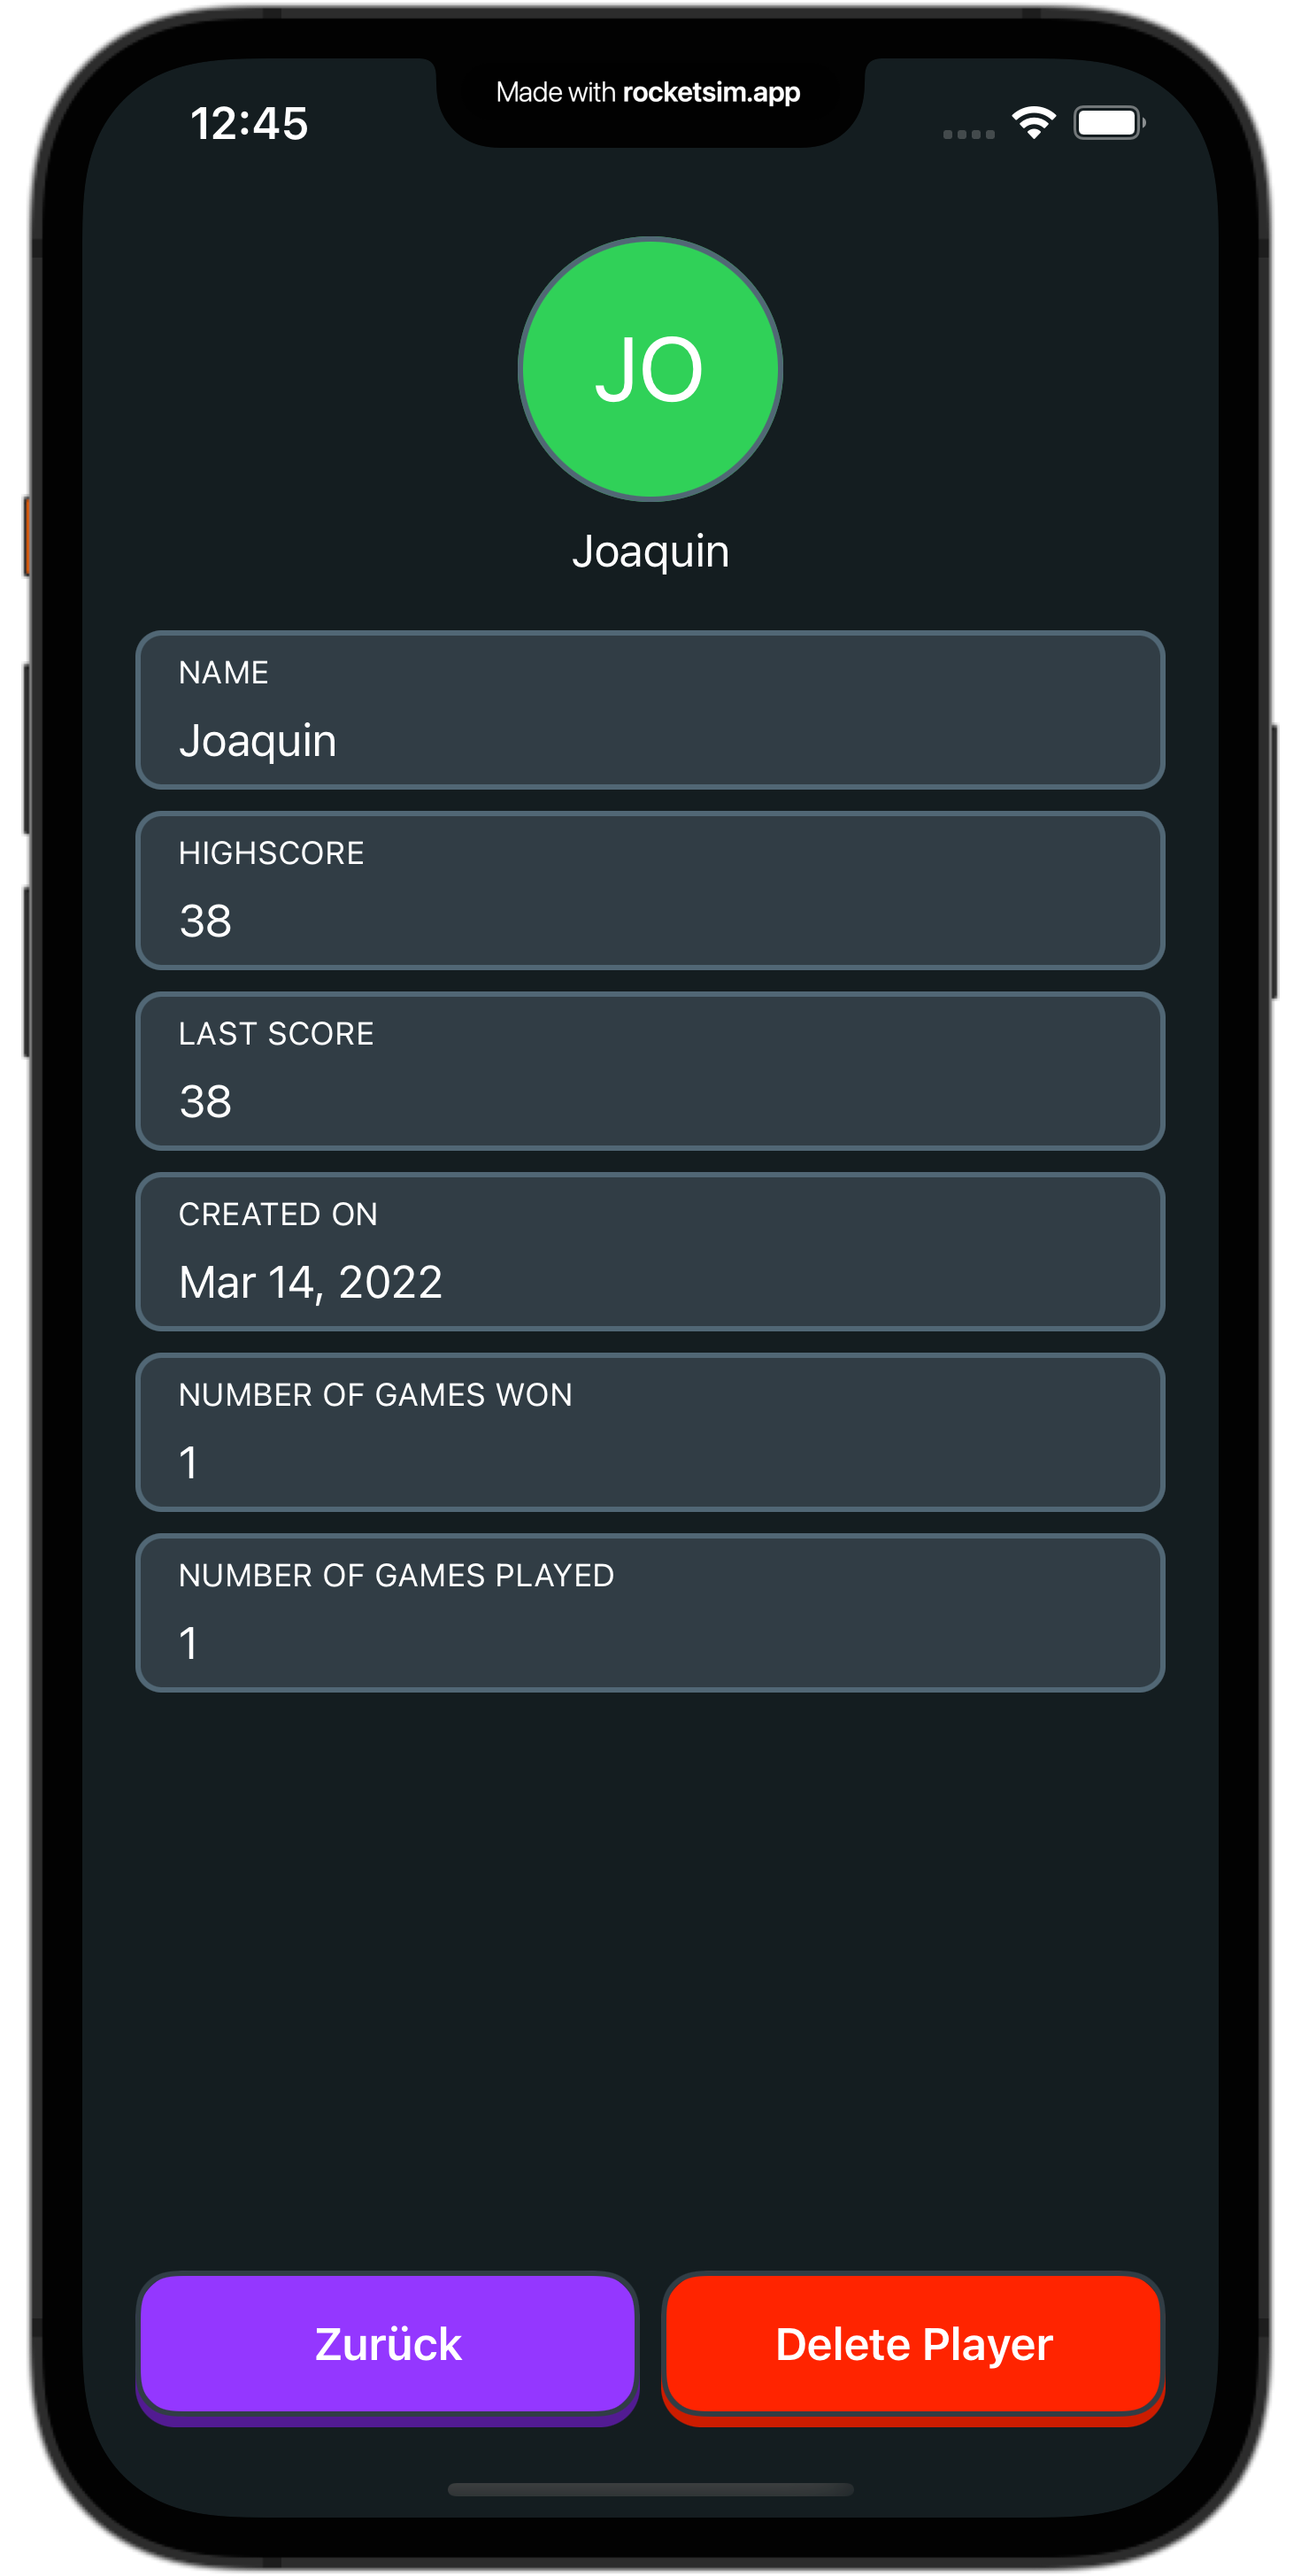 Made with rocketsim.app
12:45
JO
Joaquin
NAME
Joaquin
HIGHSCORE
38
LAST SCORE
38
CREATED ON
Mar 14, 2022
NUMBER OF GAMES WON
1
NUMBER OF GAMES PLAYED
1
Zurück
Delete Player